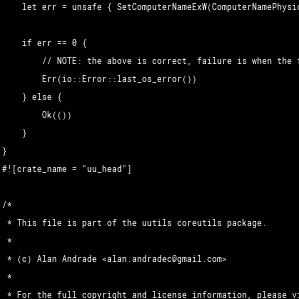 let err = unsafe { SetComputerNameExW(ComputerNamePhysic
if err == 0 {
// NOTE: the above is correct, failure is when the
Err(io::Error::last_os_error())
} else {
Ok(())
}
}
#![crate_name = "uu_head"]
/*
* This file is part of the uutils coreutils package.
*
* (c) Alan Andrade <alan.andradec@gmail.com>
*
* For the full copyright and license information, please